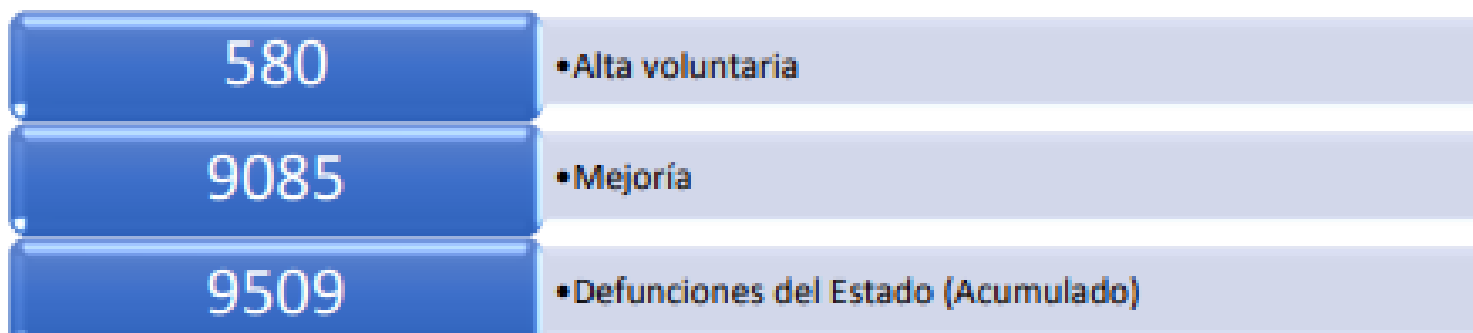 580 •Alta voluntaria
9085 •Mejoría
9509 •Defunciones del Estado (Acumulado)